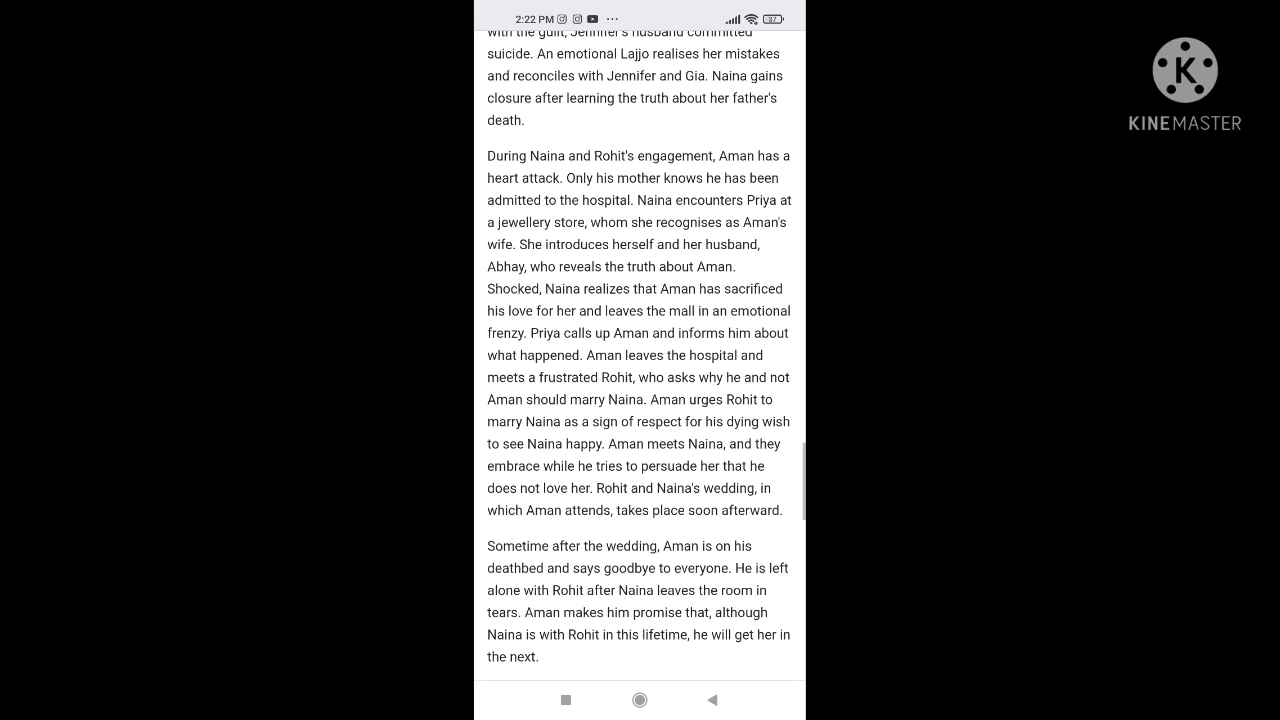 2:22 PM
37
with the guilt, Jennifer's husband committed
suicide. An emotional Lajjo realises her mistakes
and reconciles with Jennifer and Gia. Naina gains
closure after learning the truth about her father's
death.
During Naina and Rohit's engagement, Aman has a
heart attack. Only his mother knows he has been
admitted to the hospital. Naina encounters Priya at
a jewellery store, whom she recognises as Aman's
wife. She introduces herself and her husband,
Abhay, who reveals the truth about Aman.
Shocked, Naina realizes that Aman has sacrificed
his love for her and leaves the mall in an emotional
frenzy. Priya calls up Aman and informs him about
what happened. Aman leaves the hospital and
meets a frustrated Rohit, who asks why he and not
Aman should marry Naina. Aman urges Rohit to
marry Naina as a sign of respect for his dying wish
to see Naina happy. Aman meets Naina, and they
embrace while he tries to persuade her that he
does not love her. Rohit and Naina's wedding, in
which Aman attends, takes place soon afterward.
Sometime after the wedding, Aman is on his
deathbed and says goodbye to everyone. He is left
alone with Rohit after Naina leaves the room in
tears. Aman makes him promise that, although
Naina is with Rohit in this lifetime, he will get her in
the next.
K
KINEMASTER